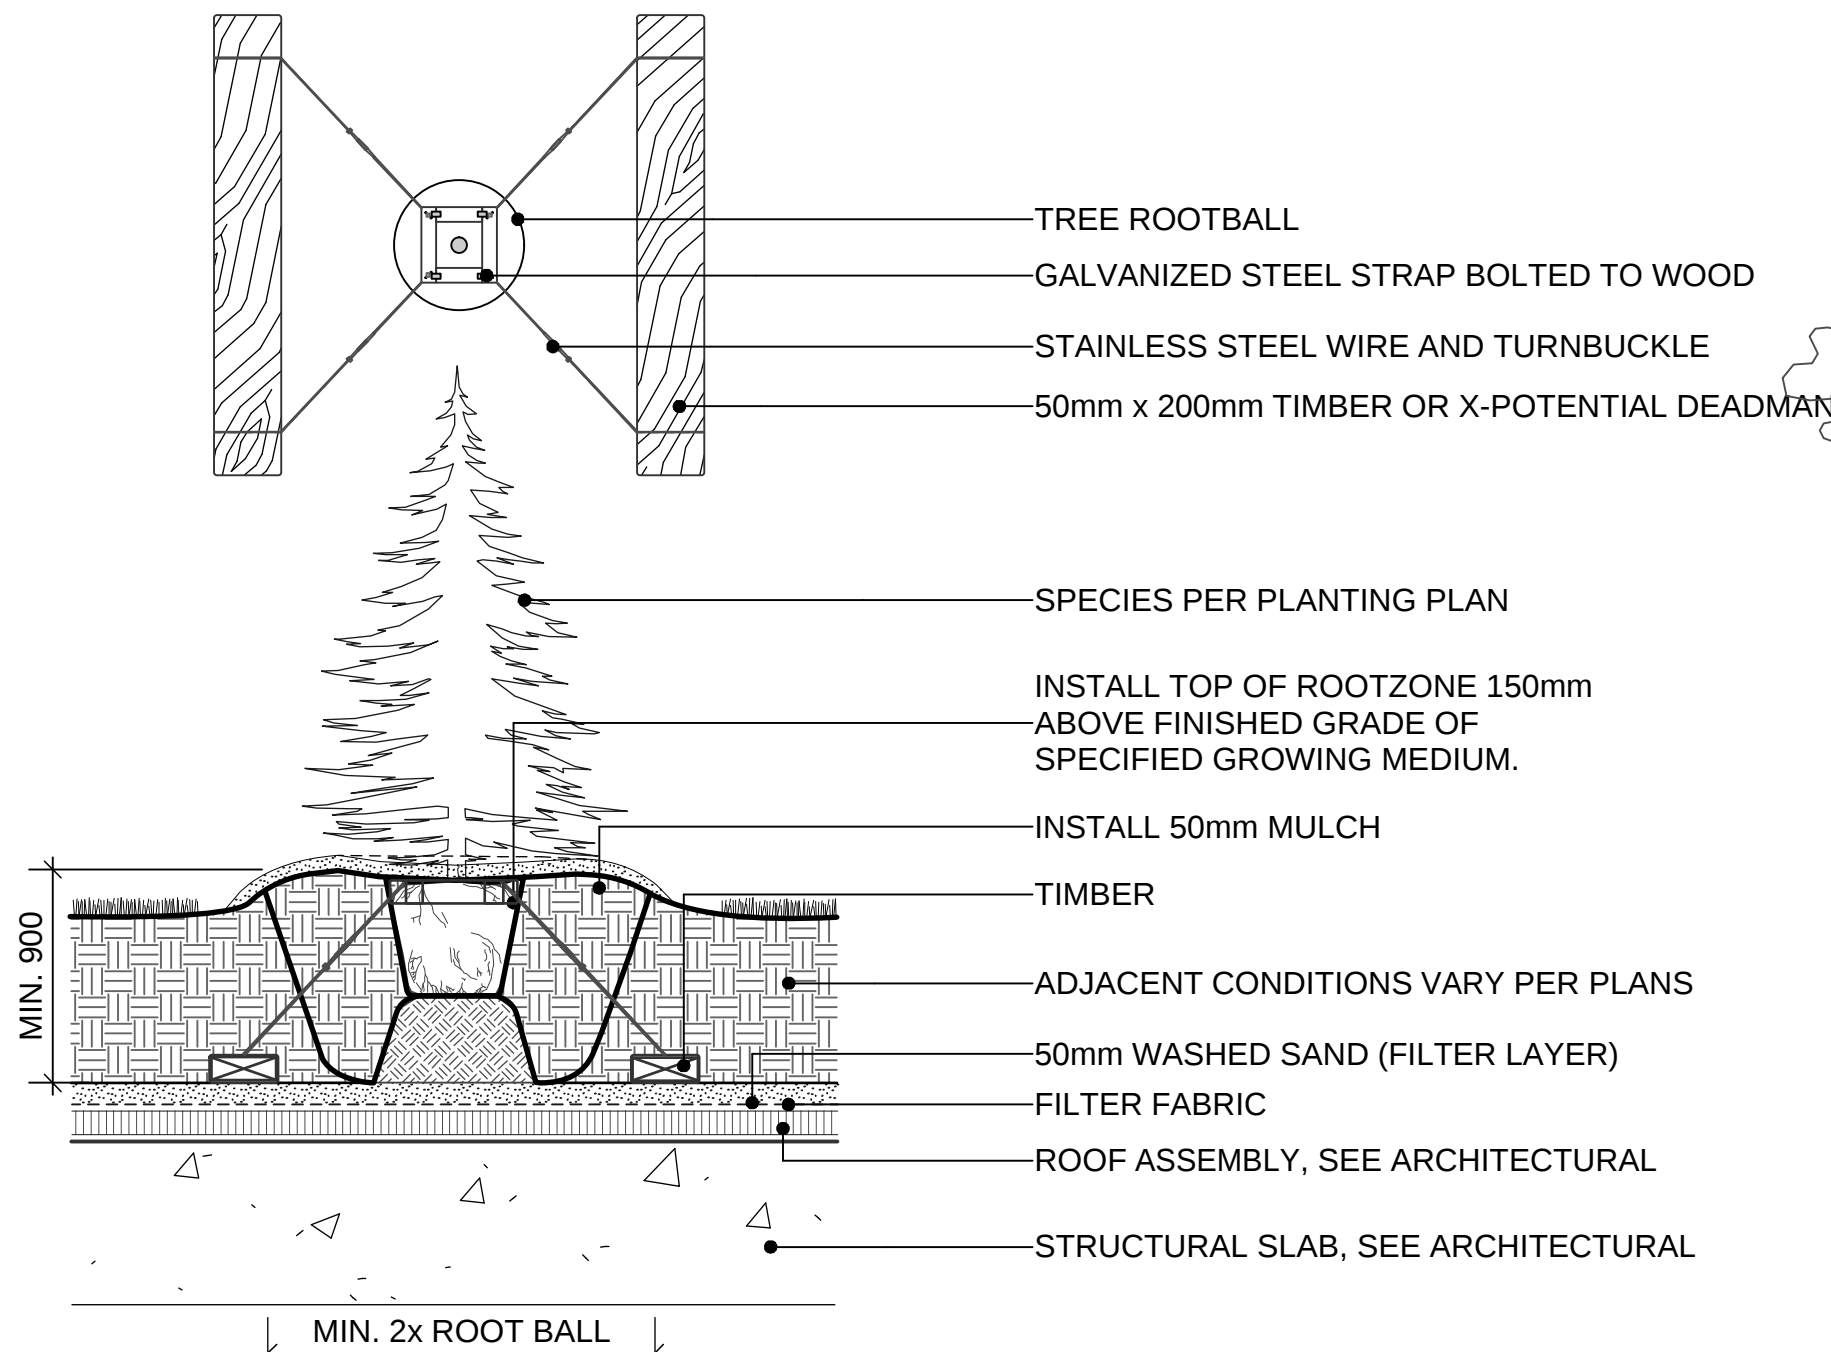 TREE ROOTBALL
GALVANIZED STEEL STRAP BOLTED TO WOOD
STAINLESS STEEL WIRE AND TURNBUCKLE
50mm x 200mm TIMBER OR X-POTENTIAL DEADMAN
SPECIES PER PLANTING PLAN
INSTALL TOP OF ROOTZONE 150mm
ABOVE FINISHED GRADE OF
SPECIFIED GROWING MEDIUM.
INSTALL 50mm MULCH
TIMBER
MIN. 900
ADJACENT CONDITIONS VARY PER PLANS
50mm WASHED SAND (FILTER LAYER)
FILTER FABRIC
ROOF ASSEMBLY, SEE ARCHITECTURAL
STRUCTURAL SLAB, SEE ARCHITECTURAL
MIN. 2x ROOT BALL